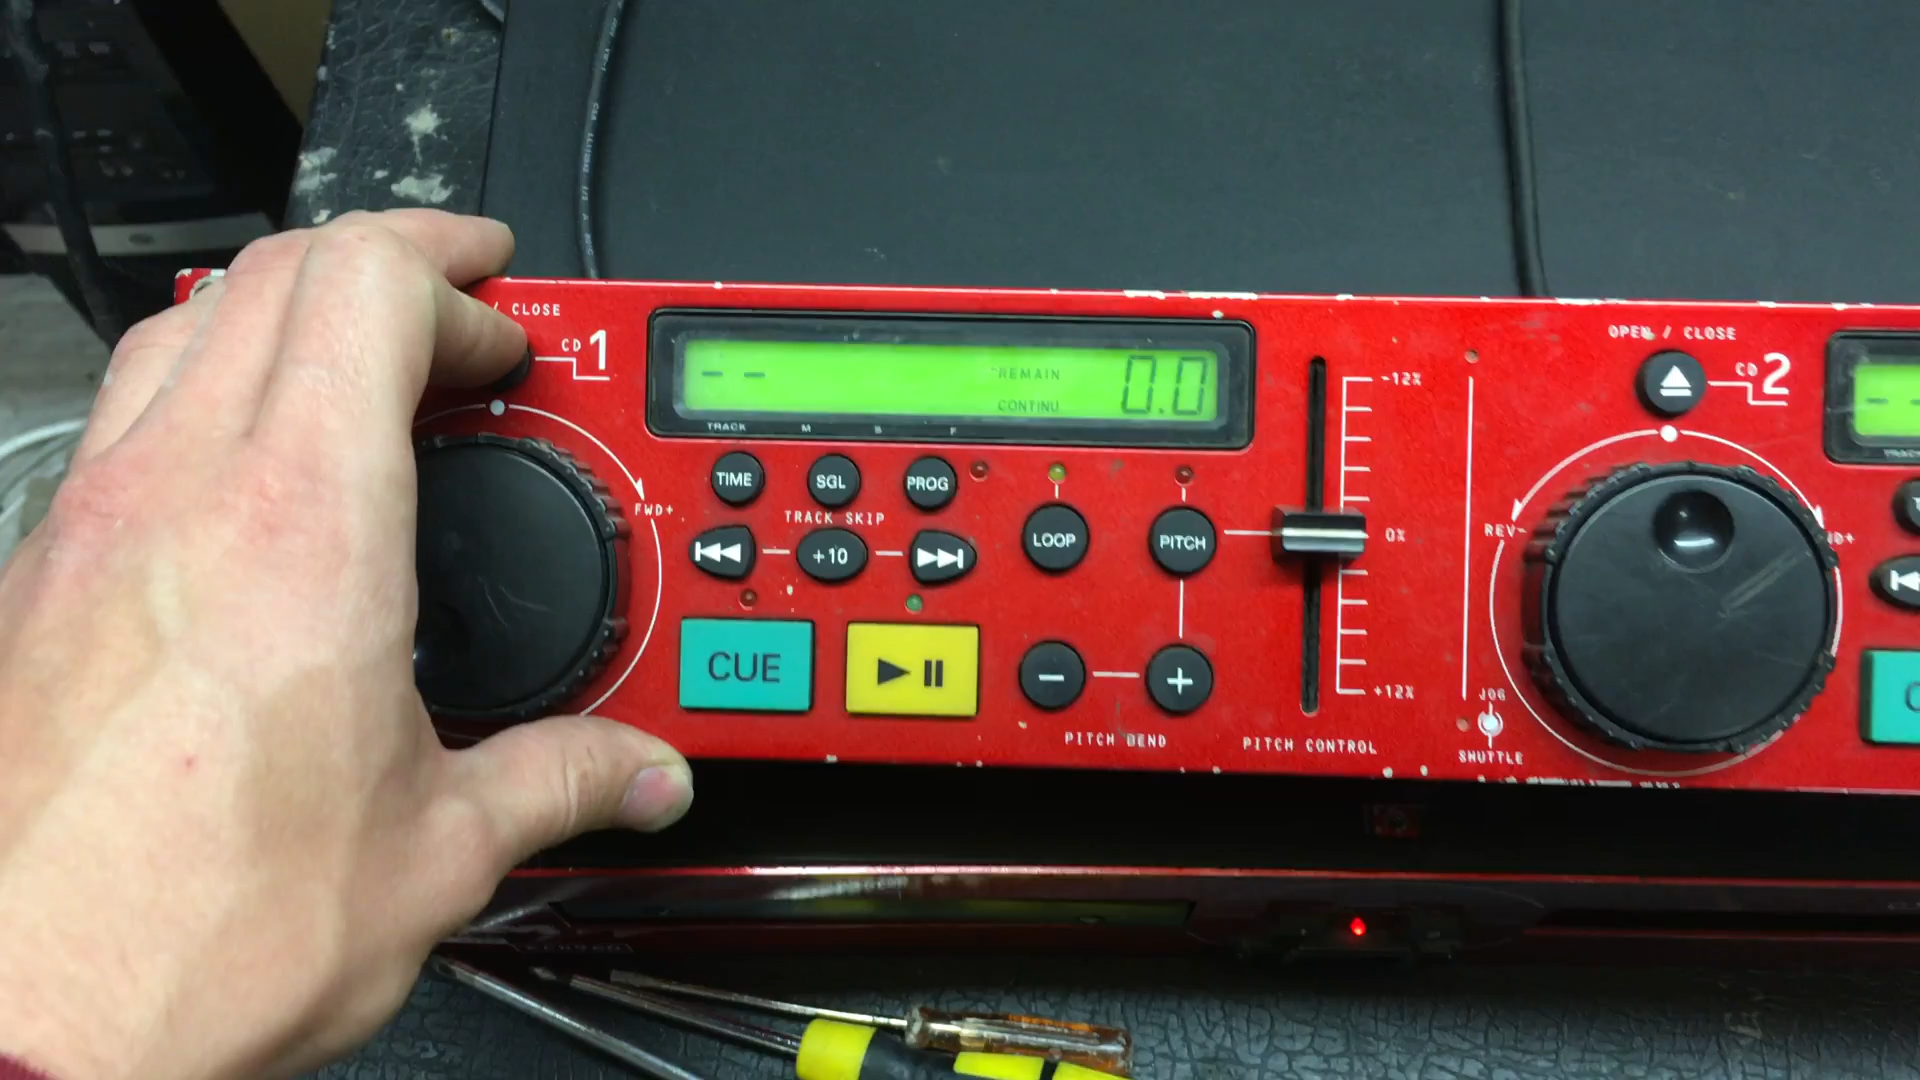 / CLOSE
CD 1
-- REMAIN 0.0
CONTINU
TRACK M S F
TIME SGL PROG
TRACK SKIP
+10
FWD+
LOOP PITCH
CUE
- +
PITCH BEND
-12%
0%
+12%
PITCH CONTROL
OPEN / CLOSE
CD 2
REV-
D+
JOG
SHUTTLE
--
TRACK
C